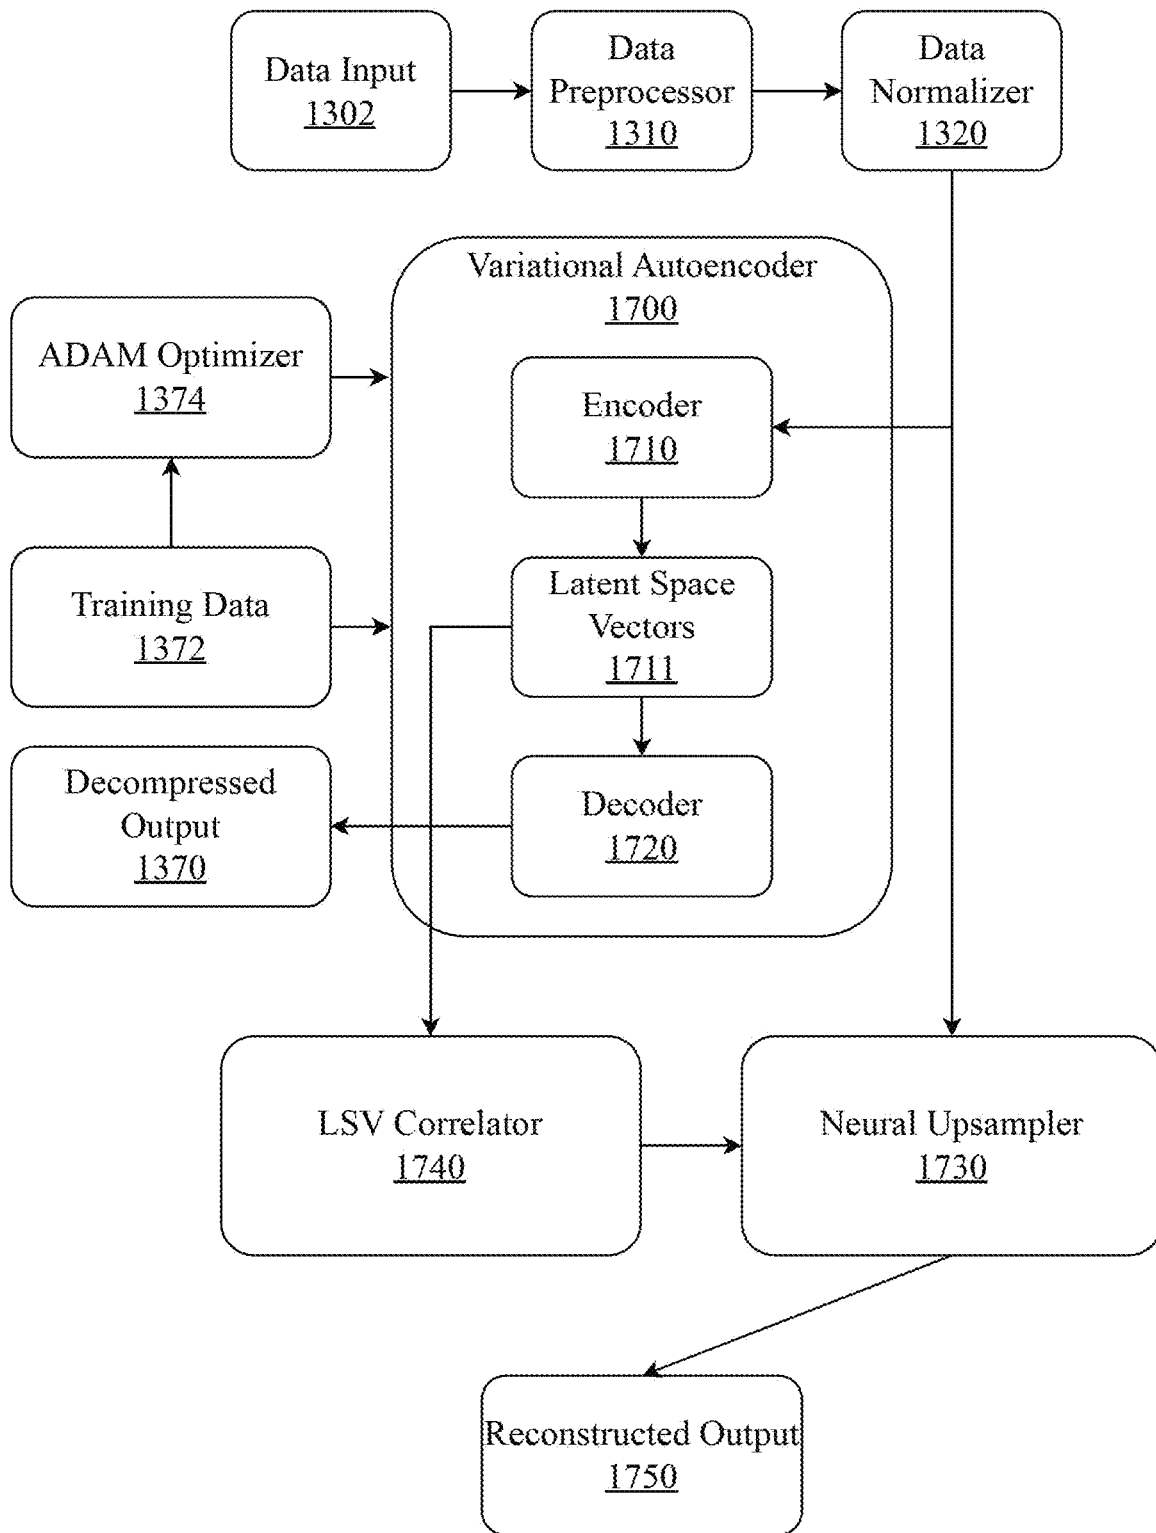 Data Input
1302
Data
Preprocessor
1310
Data
Normalizer
1320
Variational Autoencoder
1700
ADAM Optimizer
1374
Encoder
1710
Training Data
1372
Latent Space
Vectors
1711
Decompressed
Output
1370
Decoder
1720
LSV Correlator
1740
Neural Upsampler
1730
Reconstructed Output
1750